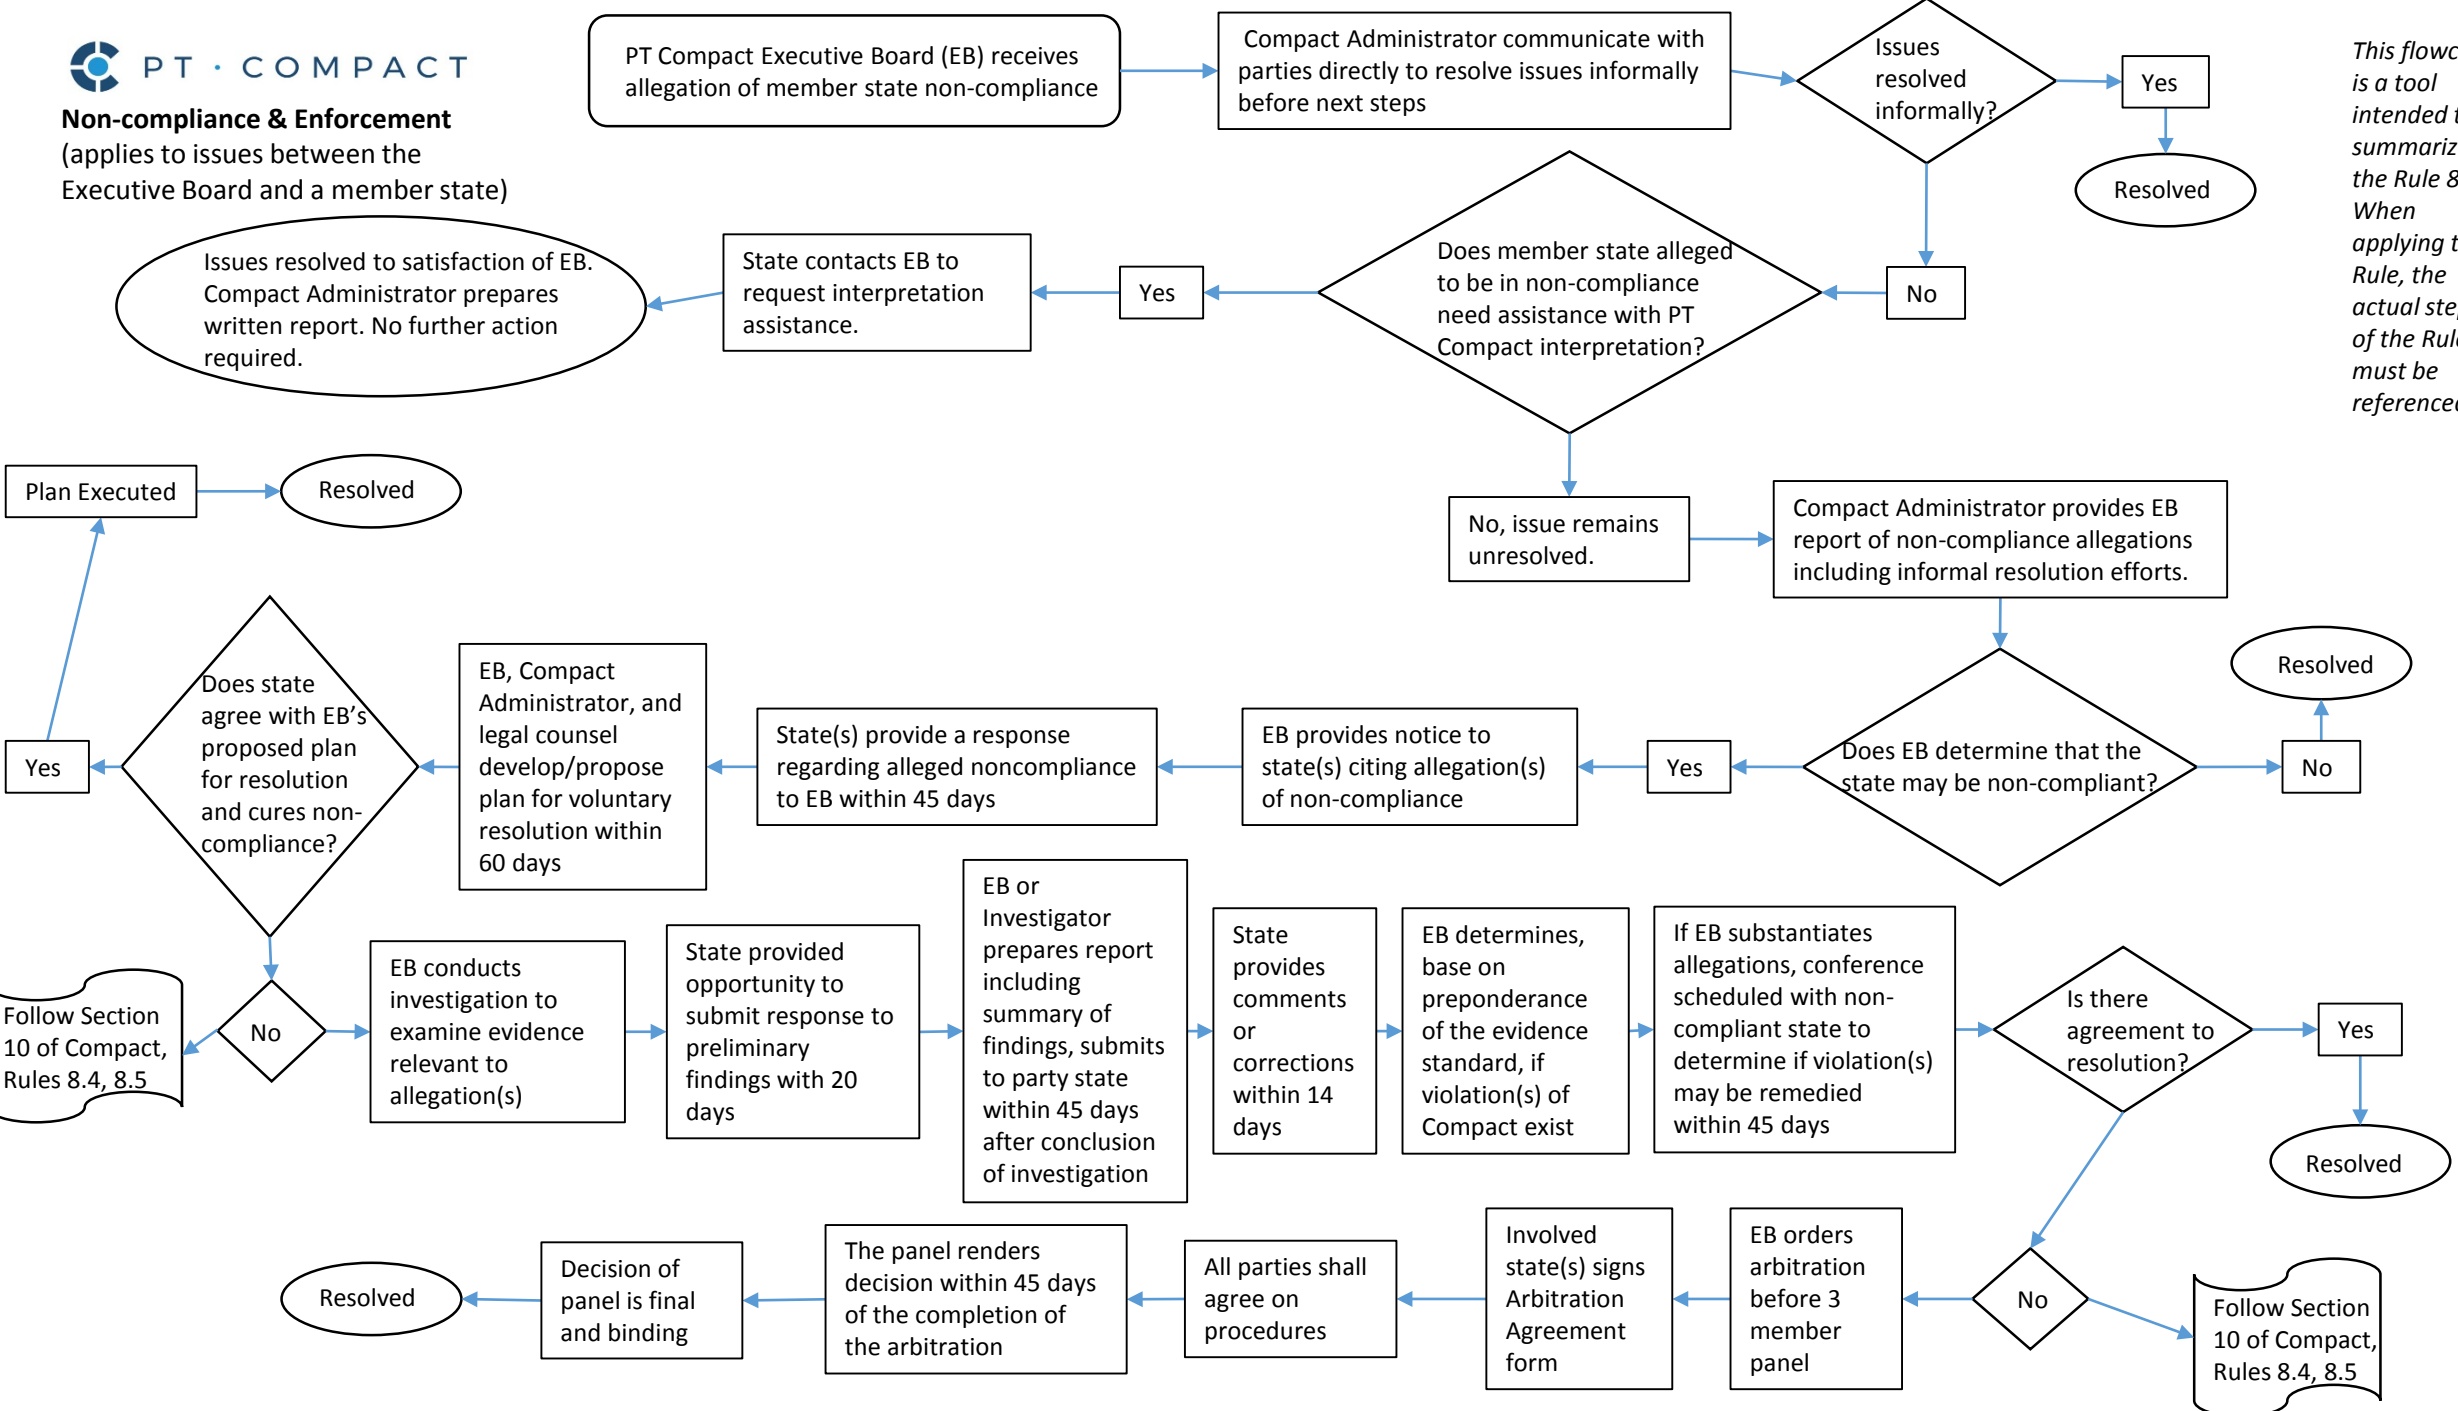 PT · COMPACT
Non-compliance & Enforcement
(applies to issues between the
Executive Board and a member state)
PT Compact Executive Board (EB) receives
allegation of member state non-compliance
Compact Administrator communicate with
parties directly to resolve issues informally
before next steps
Issues
resolved
informally?
Yes
Resolved
This
is a tool
intended
the Rule 8
When
applying
Rule, the
actual
of the
must be
No
Does member state alleged
to be in non-compliance
need assistance with PT
Compact interpretation?
Yes
State contacts EB to
request interpretation
assistance.
Issues resolved to satisfaction of EB.
Compact Administrator prepares
written report. No further action
required.
No, issue remains
unresolved.
Compact Administrator provides EB
report of non-compliance allegations
including informal resolution efforts.
Does EB determine that the
state may be non-compliant?
No
Resolved
Yes
EB provides notice to
state(s) citing allegation(s)
of non-compliance
State(s) provide a response
regarding alleged noncompliance
to EB within 45 days
EB, Compact
Administrator, and
legal counsel
develop/propose
plan for voluntary
resolution within
60 days
Does state
agree with EB’s
proposed plan
for resolution
and cures non-
compliance?
Yes
Plan Executed
Resolved
No
Follow Section
10 of Compact,
Rules 8.4, 8.5
EB conducts
investigation to
examine evidence
relevant to
allegation(s)
State provided
opportunity to
submit response to
preliminary
findings with 20
days
EB or
Investigator
prepares report
including
summary of
findings, submits
to party state
within 45 days
after conclusion
of investigation
State
provides
comments
or
corrections
within 14
days
EB determines,
base on
preponderance
of the evidence
standard, if
violation(s) of
Compact exist
If EB substantiates
allegations, conference
scheduled with non-
compliant state to
determine if violation(s)
may be remedied
within 45 days
Is there
agreement to
resolution?
Yes
Resolved
No
Follow Section
10 of Compact,
Rules 8.4, 8.5
EB orders
arbitration
before 3
member
panel
Involved
state(s) signs
Arbitration
Agreement
form
All parties shall
agree on
procedures
The panel renders
decision within 45 days
of the completion of
the arbitration
Decision of
panel is final
and binding
Resolved